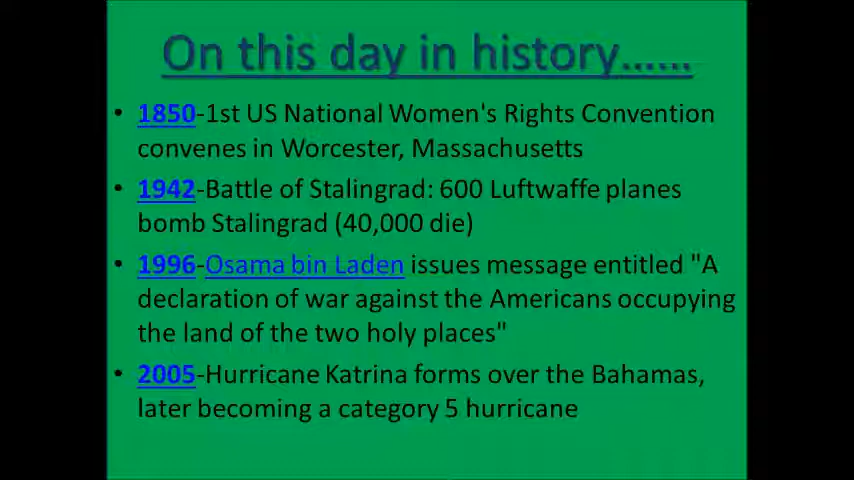 On this day in history......
• 1850-1st US National Women's Rights Convention
convenes in Worcester, Massachusetts
• 1942-Battle of Stalingrad: 600 Luftwaffe planes
bomb Stalingrad (40,000 die)
• 1996-Osama bin Laden issues message entitled "A
declaration of war against the Americans occupying
the land of the two holy places"
• 2005-Hurricane Katrina forms over the Bahamas,
later becoming a category 5 hurricane